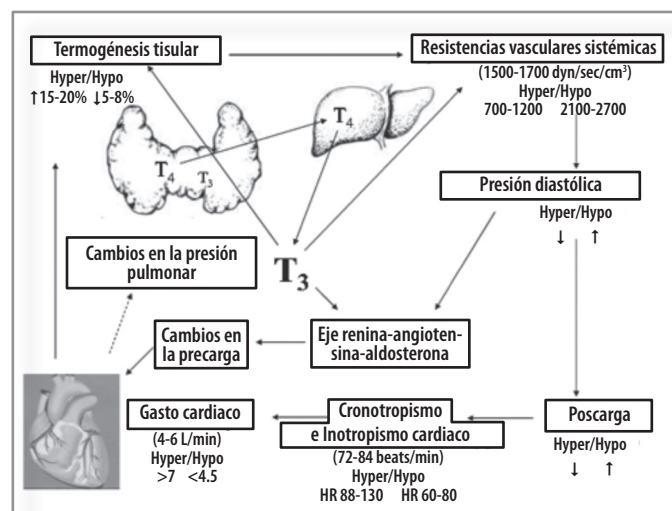 Termogénesis tisular
Hyper/Hypo
↑15-20% ↓5-8%
Resistencias vasculares sistémicas
(1500-1700 dyn/sec/cm³)
Hyper/Hypo
700-1200 2100-2700
T₄
T₄
T₃
Presión diastólica
Hyper/Hypo
↓ ↑
Cambios en la presión
pulmonar
T₃
Cambios en
la precarga
Eje renina-angioten-
sina-aldosterona
Gasto cardiaco
(4-6 L/min)
Hyper/Hypo
>7 <4.5
Cronotropismo
e Inotropismo cardiaco
(72-84 beats/min)
Hyper/Hypo
HR 88-130 HR 60-80
Poscarga
Hyper/Hypo
↓ ↑